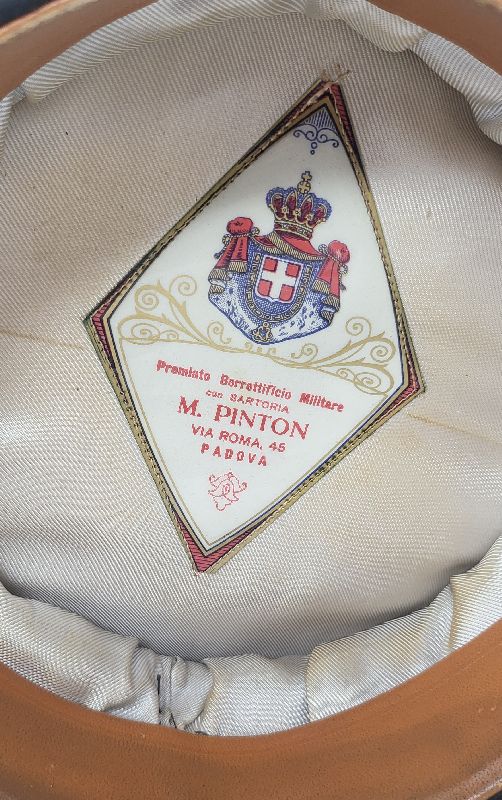 Premiato Berrettificio Militare
con SARTORIA
M. PINTON
VIA ROMA, 45
PADOVA